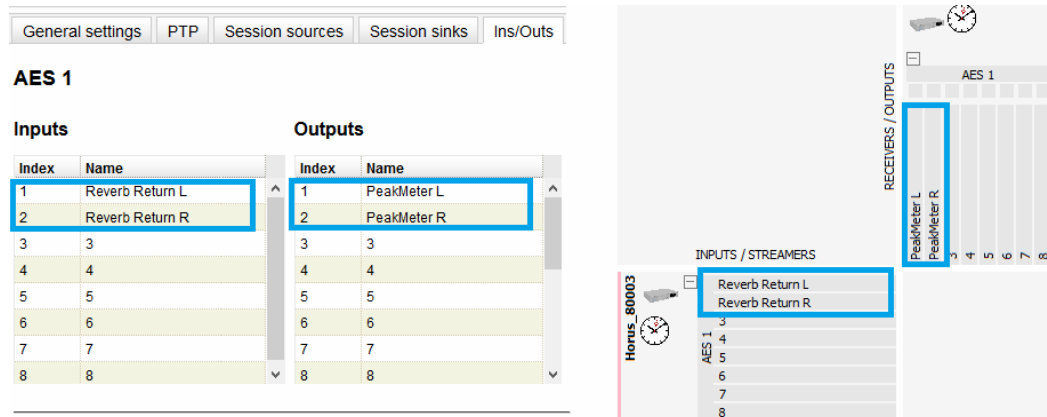 General settings PTP Session sources Session sinks Ins/Outs
AES 1
Inputs
Index Name
1 Reverb Return L
2 Reverb Return R
3 3
4 4
5 5
6 6
7 7
8 8
Outputs
Index Name
1 PeakMeter L
2 PeakMeter R
3 3
4 4
5 5
6 6
7 7
8 8
RECEIVERS / OUTPUTS
AES 1
PeakMeter L
PeakMeter R
3
4
5
6
7
8
INPUTS / STREAMERS
Horus_80003
AES 1
Reverb Return L
Reverb Return R
3
4
5
6
7
8